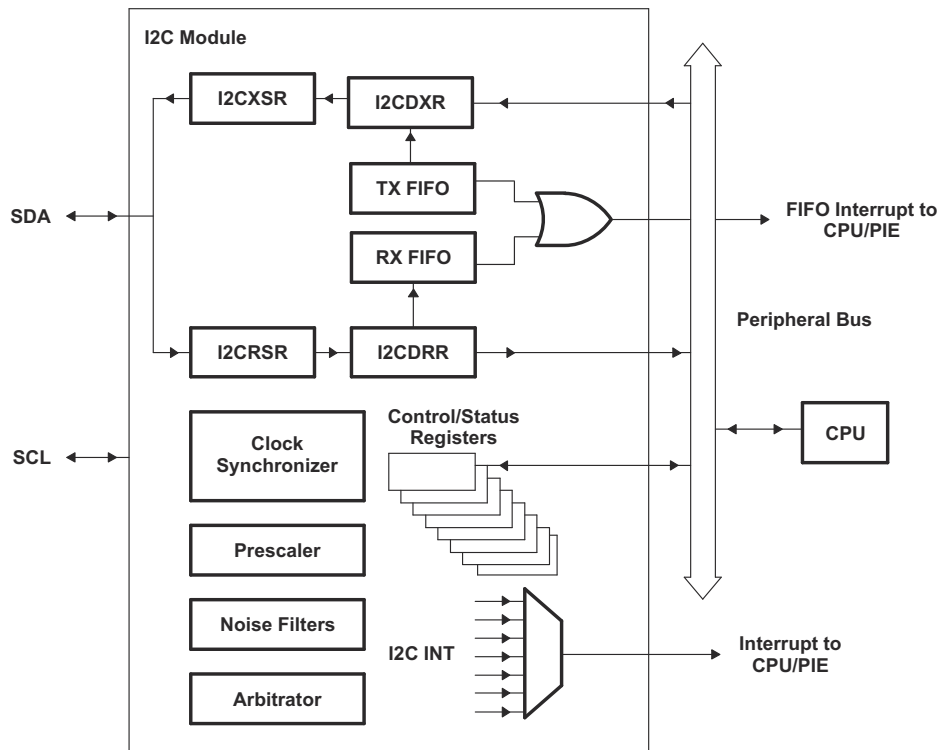 I2C Module
I2CXSR
I2CDXR
TX FIFO
SDA
FIFO Interrupt to
CPU/PIE
RX FIFO
Peripheral Bus
I2CRSR
I2CDRR
Control/Status
Registers
Clock
Synchronizer
CPU
SCL
Prescaler
Noise Filters
I2C INT
Interrupt to
CPU/PIE
Arbitrator